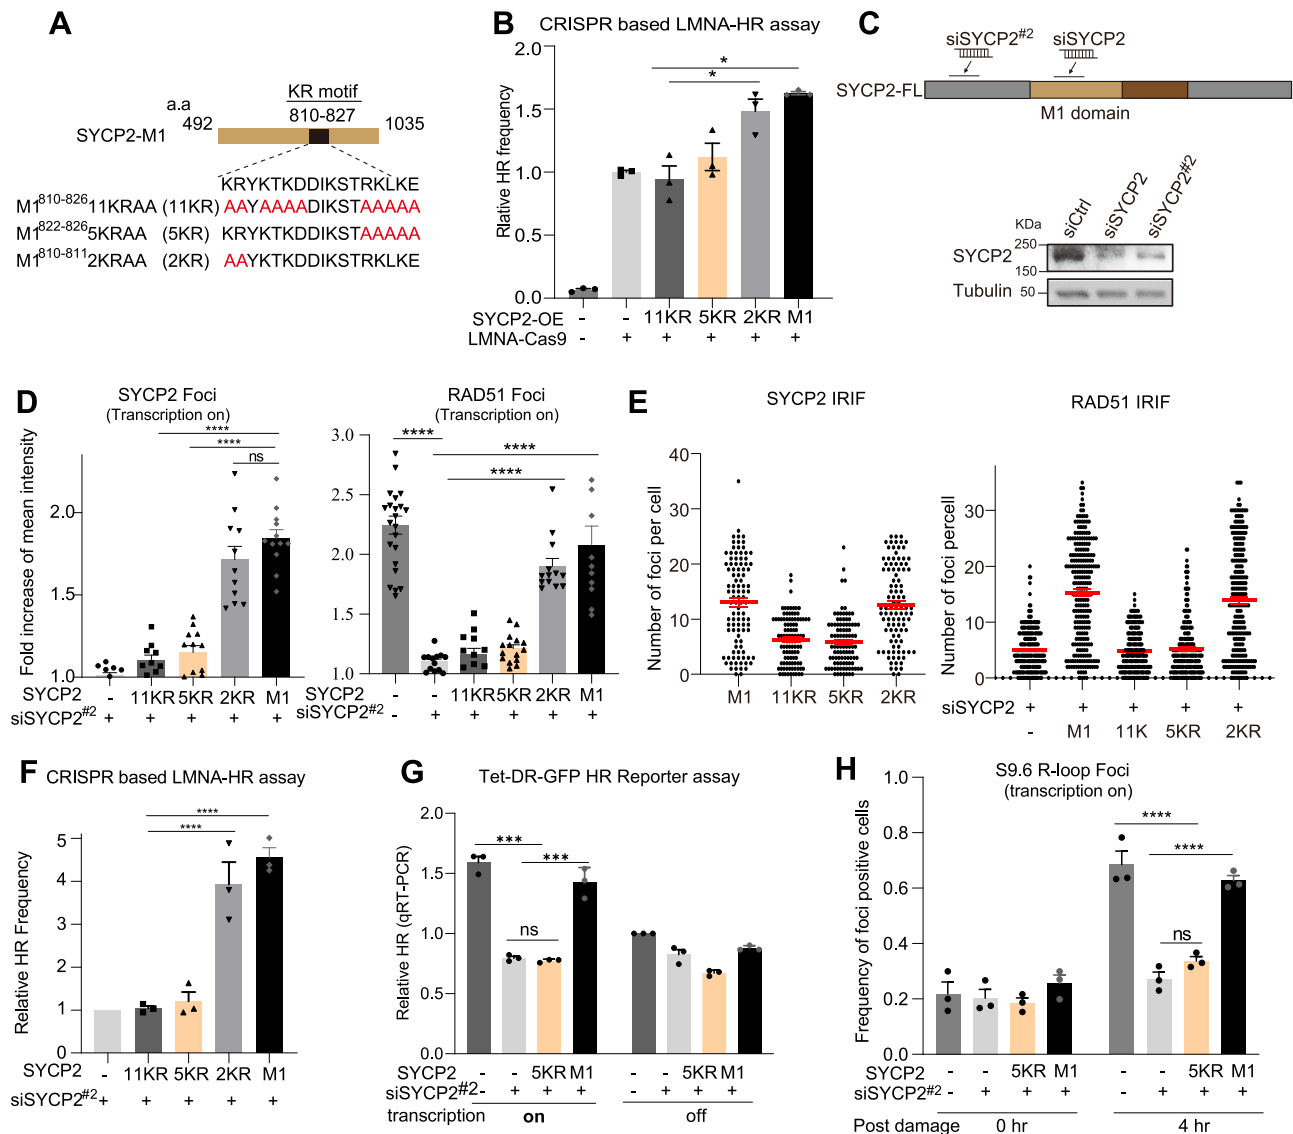 A
a.a
KR motif
492
810-827
1035
SYCP2-M1
KRYKTKDDIKSTRKLKE
M1810-82611KRAA (11KR) AAYAAAADIKSTAAAAA
M1822-8265KRAA (5KR) KRYKTKDDIKSTAAAAA
M1810-8112KRAA (2KR) AAYKTKDDIKSTRKLKE
B
CRISPR based LMNA-HR assay
Rlative HR frequency
2.0
1.5
1.0
0.5
0.0
*
*
SYCP2-OE - - 11KR 5KR 2KR M1
LMNA-Cas9 - + + + + +
C
siSYCP2#2
siSYCP2
SYCP2-FL
M1 domain
siCtrl siSYCP2 siSYCP2#2
KDa
250
SYCP2
150
Tubulin 50
D
SYCP2 Foci
(Transcription on)
Fold increase of mean intensity
2.0
1.0
****
****
ns
SYCP2 - 11KR 5KR 2KR M1
siSYCP2#2 + + + + +
RAD51 Foci
(Transcription on)
3.0
2.5
2.0
1.5
1.0
****
****
****
SYCP2 - - 11KR 5KR 2KR M1
siSYCP2#2 - + + + + +
E
SYCP2 IRIF
Number of foci per cell
40
30
20
10
0
M1 11KR 5KR 2KR
RAD51 IRIF
Number of foci percell
40
30
20
10
0
siSYCP2 + + + + +
- M1 11K 5KR 2KR
F
CRISPR based LMNA-HR assay
Relative HR Frequency
5
4
3
2
1
0
****
****
SYCP2 - 11KR 5KR 2KR M1
siSYCP2#2 + + + + +
G
Tet-DR-GFP HR Reporter assay
Relative HR (qRT-PCR)
2.0
1.5
1.0
0.5
0.0
***
***
ns
SYCP2 - - 5KR M1 - - 5KR M1
siSYCP2#2 - + + + - + + +
transcription on off
H
S9.6 R-loop Foci
(transcription on)
Frequency of foci positive cells
1.0
0.8
0.6
0.4
0.2
0.0
****
****
ns
SYCP2 - - 5KR M1 - - 5KR M1
siSYCP2#2 - + + + - + + +
Post damage 0 hr 4 hr